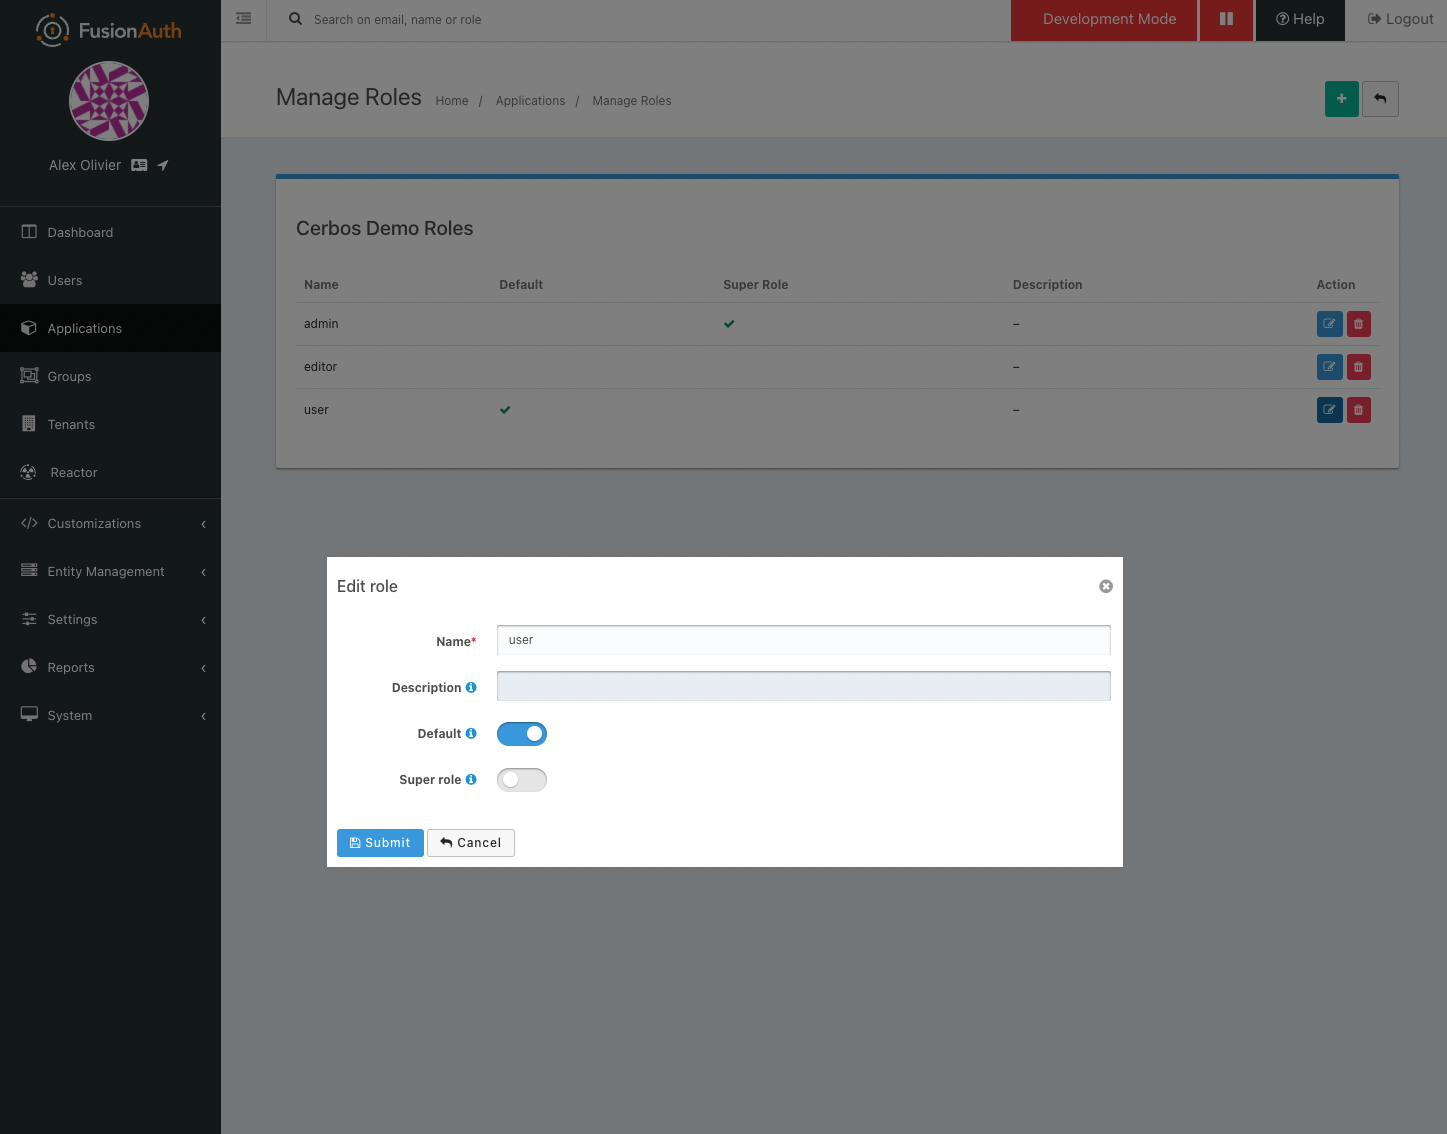 FusionAuth
Search on email, name or role
Development Mode
Help
Logout
Alex Olivier
Manage Roles
Home / Applications / Manage Roles
Dashboard
Users
Applications
Groups
Tenants
Reactor
Customizations
Entity Management
Settings
Reports
System
Cerbos Demo Roles
Name Default Super Role Description Action
admin –
editor –
user –
Edit role
Name* user
Description
Default
Super role
Submit Cancel